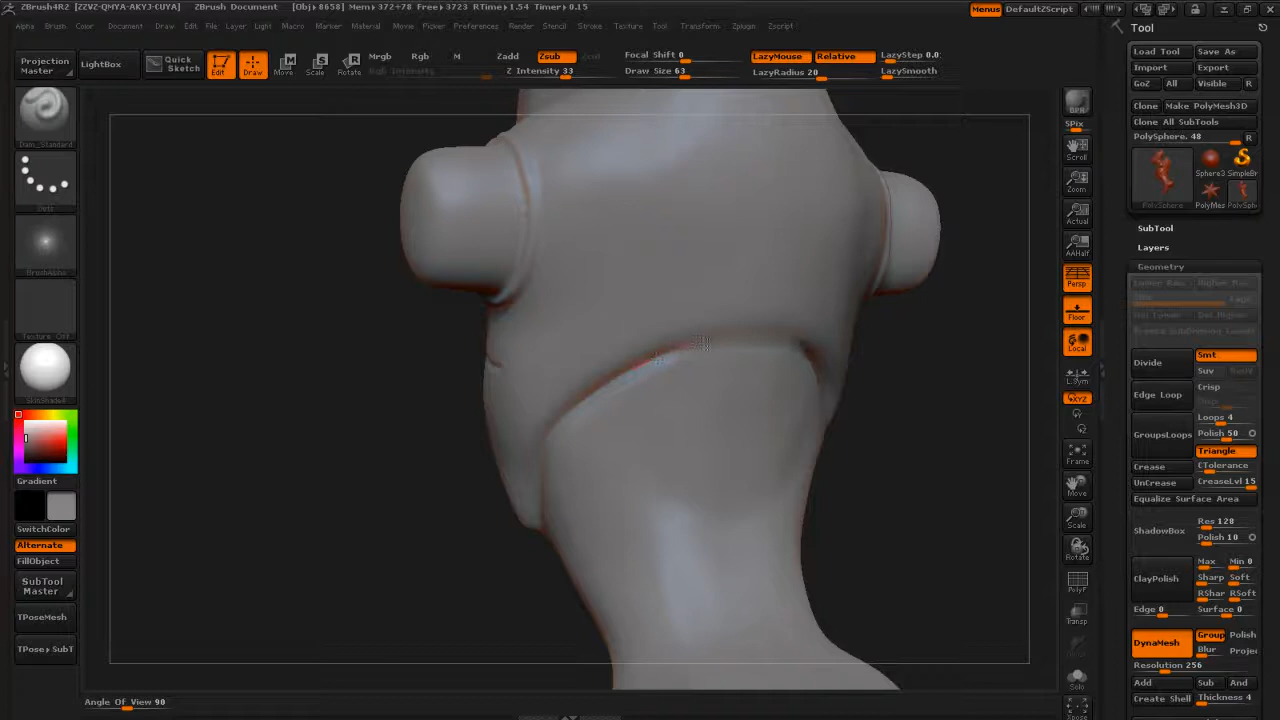 ZBrush4R2 [ZZVZ-QMYA-AKYJ-CUYA] ZBrush Document [Obj▸8658] Mem▸372+78 Free▸3723 RTime▸1.54 Timer▸0.15 Menus DefaultZScript
Alpha Brush Color Document Draw Edit File Layer Light Macro Marker Material Movie Picker Preferences Render Stencil Stroke Texture Tool Transform Zplugin Zscript Tool
Projection Master LightBox Quick Sketch Edit Draw Move Scale Rotate
Mrgb Rgb M Zadd Zsub Focal Shift 0 LazyMouse Relative LazyStep 0.0
Z Intensity 33 Draw Size 63 LazyRadius 20 LazySmooth
Load Tool Save As
Import Export
GoZ All Visible R
Clone Make PolyMesh3D
Clone All SubTools
PolySphere. 48 R
Sphere3 SimpleBr
PolySphere PolyMes PolySph
SubTool
Layers
Geometry
Divide Smt
Suv
Edge Loop Crisp
Loops 4
GroupsLoops Polish 50
Triangle
Crease CTolerance
UnCrease CreaseLvl 15
Equalize Surface Area
ShadowBox Res 128
Polish 10
ClayPolish Max Min 0
Sharp Soft
RShar RSoft
Edge 0 Surface 0
DynaMesh Group Polish
Blur Projec
Resolution 256
Add Sub And
Create Shell Thickness 4
BPR
SPix
Scroll
Zoom
Actual
AAHalf
Persp
Floor
Local
L.Sym
XYZ
Frame
Move
Scale
Rotate
PolyF
Transp
Solo
Xpose
Dam_Standard
Dots
BrushAlpha
Texture_Off
SkinShade4
Gradient
SwitchColor
Alternate
FillObject
SubTool Master
TPoseMesh
TPose▸SubT
Angle Of View 90